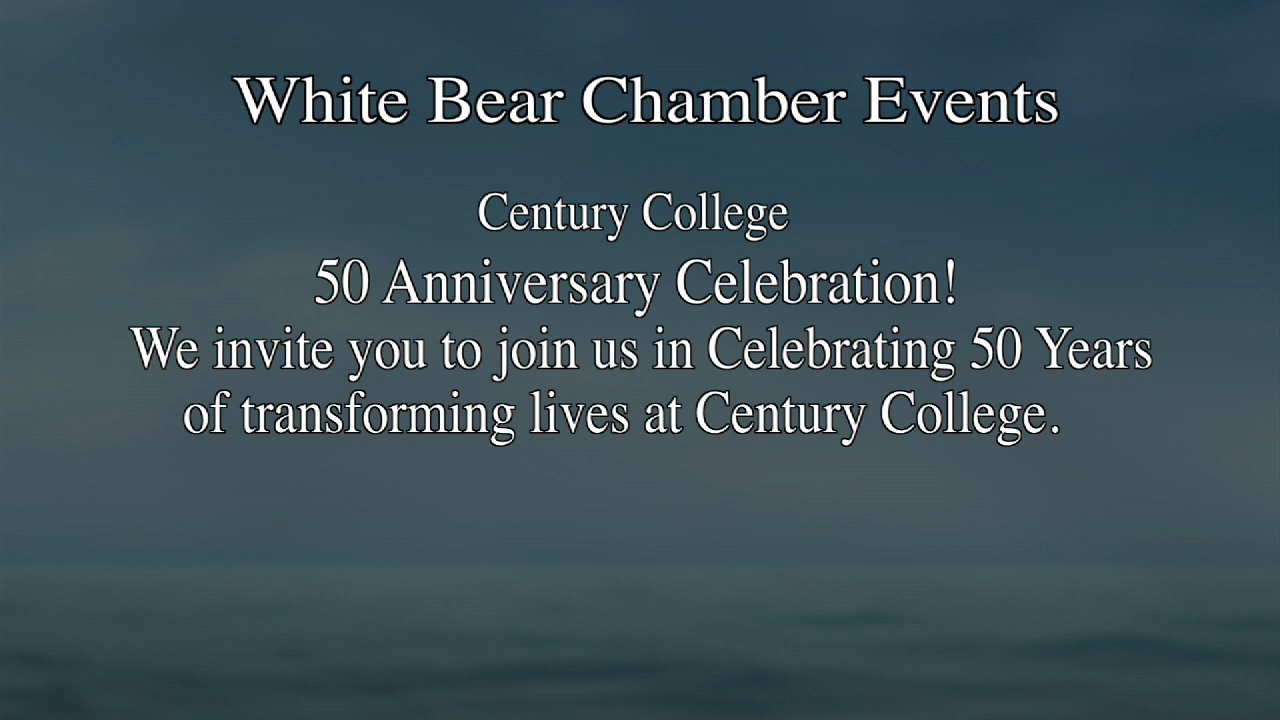 White Bear Chamber Events
Century College
50 Anniversary Celebration!
We invite you to join us in Celebrating 50 Years
of transforming lives at Century College.